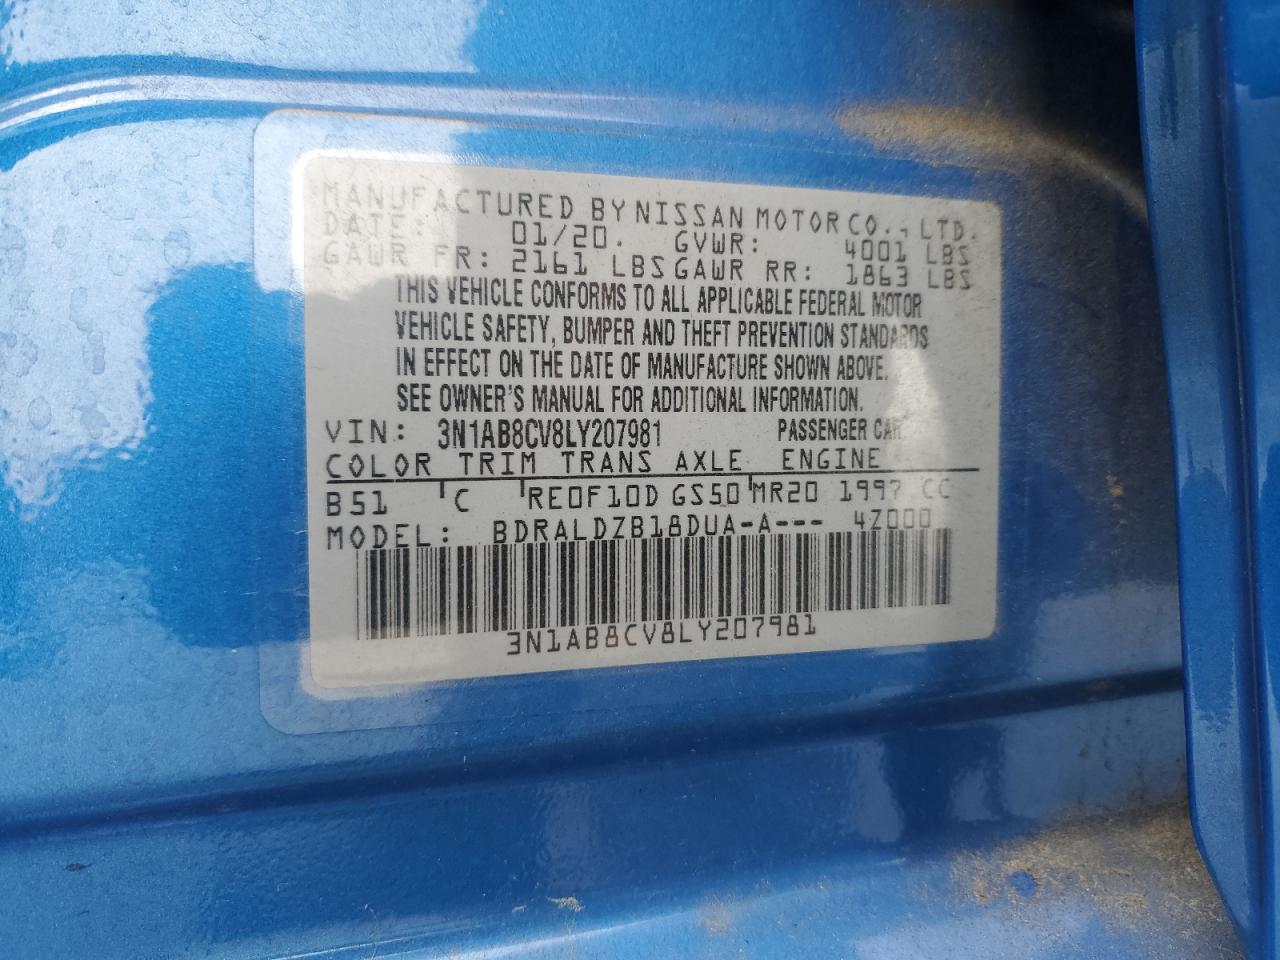 MANUFACTURED BY NISSAN MOTOR CO., LTD.
DATE: 01/20. GVWR: 4001 LBS
GAWR FR: 2161 LBS GAWR RR: 1863 LBS
THIS VEHICLE CONFORMS TO ALL APPLICABLE FEDERAL MOTOR
VEHICLE SAFETY, BUMPER AND THEFT PREVENTION STANDARDS
IN EFFECT ON THE DATE OF MANUFACTURE SHOWN ABOVE.
SEE OWNER'S MANUAL FOR ADDITIONAL INFORMATION.
VIN: 3N1AB8CV8LY207981 PASSENGER CAR
COLOR TRIM TRANS AXLE ENGINE
B51 C RE0F10D GS50 MR20 1997 CC
MODEL: BDRALDZB18DUA-A--- 4Z000
3N1AB8CV8LY207981